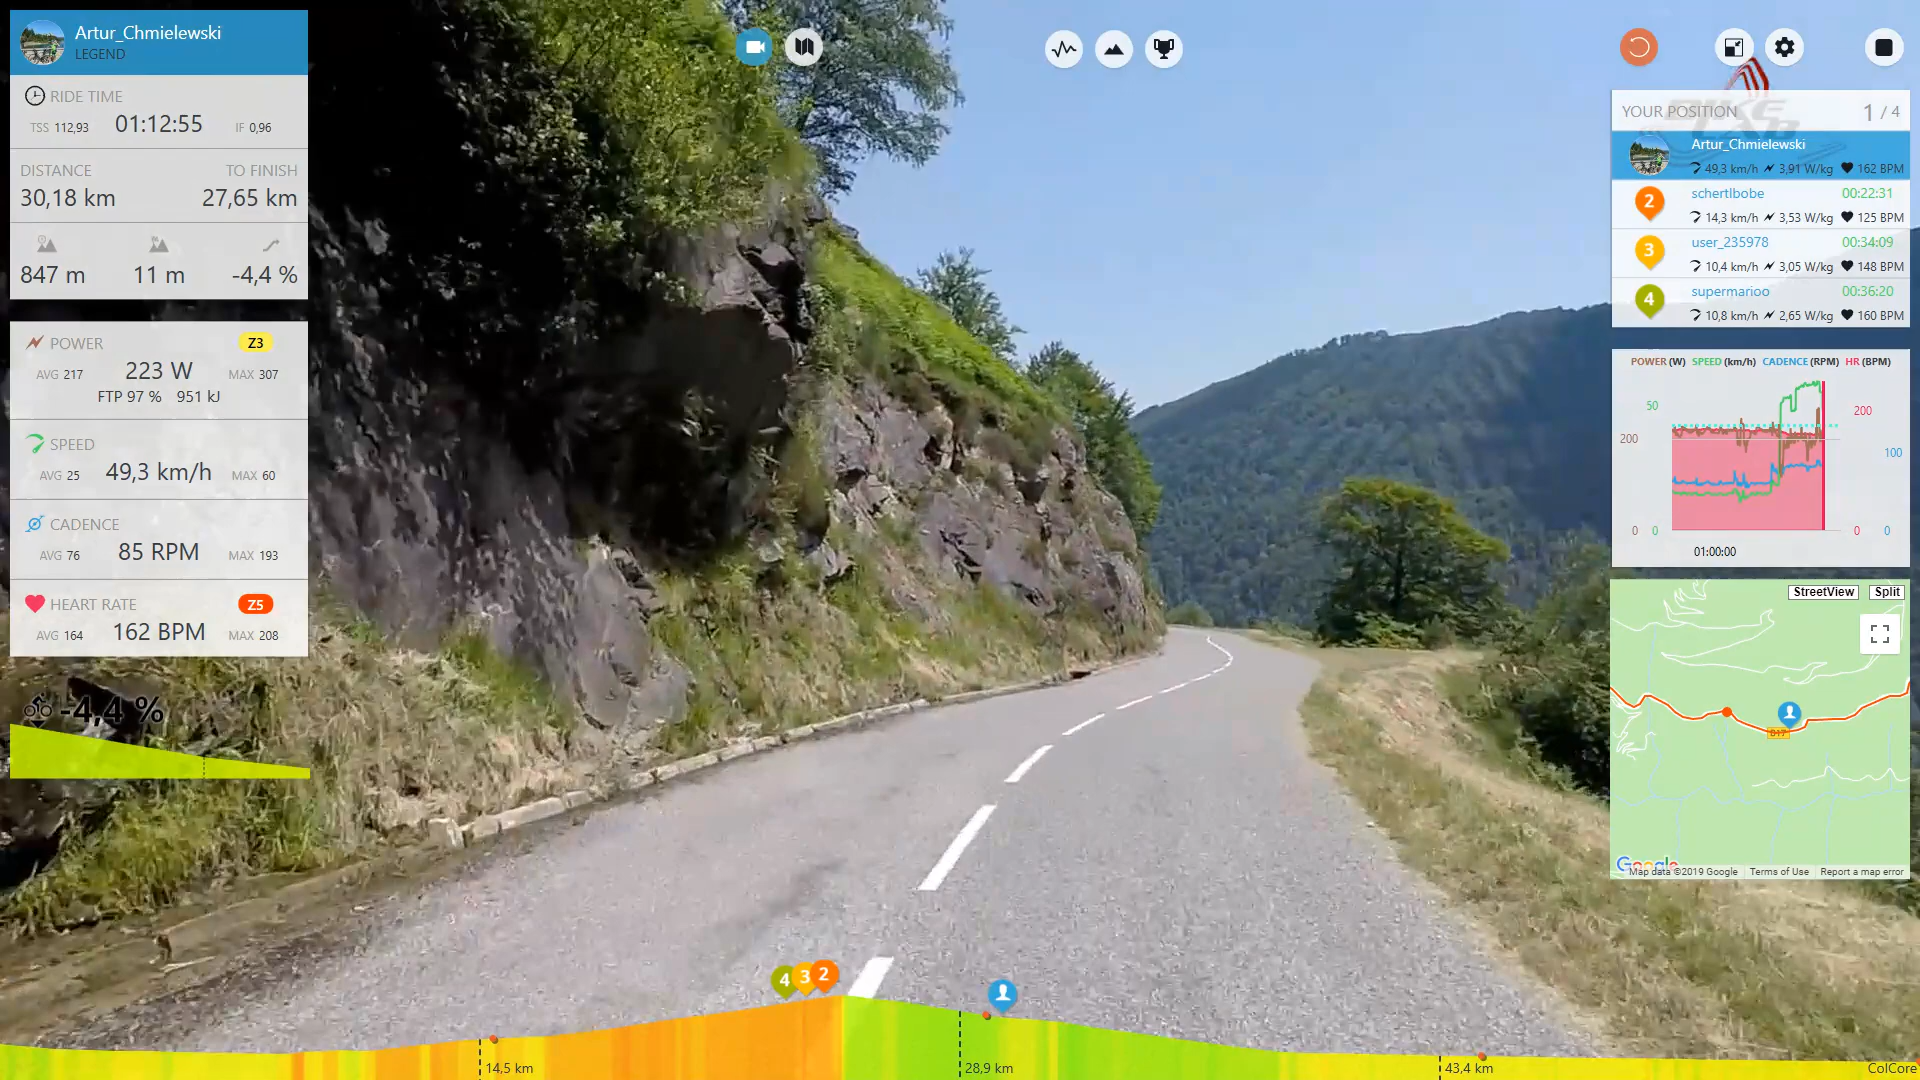 Artur_Chmielewski
LEGEND
RIDE TIME
TSS 112,93 01:12:55 IF 0,96
DISTANCE TO FINISH
30,18 km 27,65 km
847 m 11 m -4,4 %
POWER Z3
AVG 217 223 W MAX 307
FTP 97 % 951 kJ
SPEED
AVG 25 49,3 km/h MAX 60
CADENCE
AVG 76 85 RPM MAX 193
HEART RATE Z5
AVG 164 162 BPM MAX 208
-4,4 %
YOUR POSITION 1 / 4
Artur_Chmielewski
49,3 km/h 3,91 W/kg 162 BPM
2 schertlbobe 00:22:31
14,3 km/h 3,53 W/kg 125 BPM
3 user_235978 00:34:09
10,4 km/h 3,05 W/kg 148 BPM
4 supermarioo 00:36:20
10,8 km/h 2,65 W/kg 160 BPM
POWER (W) SPEED (km/h) CADENCE (RPM) HR (BPM)
50 200
200 100
0 0 0 0
01:00:00
StreetView Split
D17
Google
Map data ©2019 Google Terms of Use Report a map error
4 3 2
14,5 km 28,9 km 43,4 km ColCore